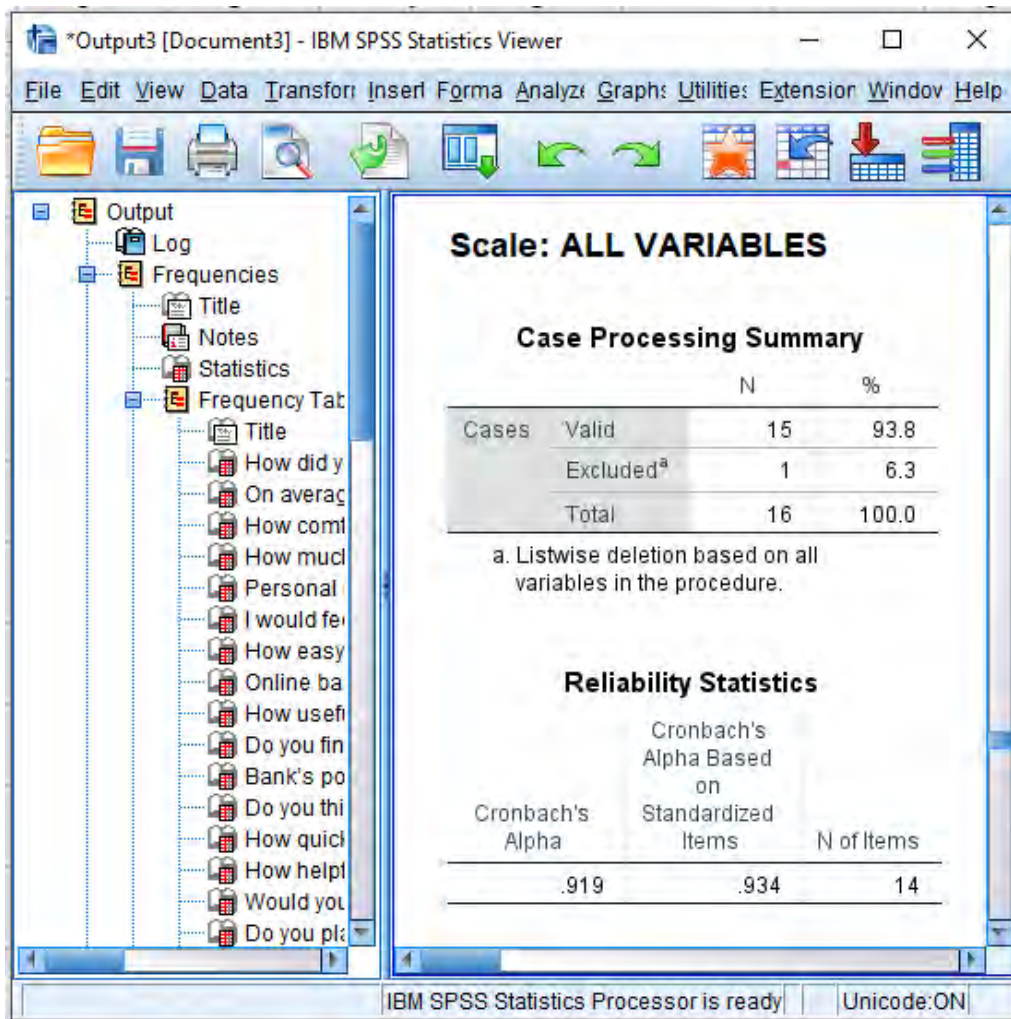 *Output3 [Document3] - IBM SPSS Statistics Viewer
File Edit View Data Transfor Insert Forma Analyze Graphs Utilities Extension Window Help
Output
Log
Frequencies
Title
Notes
Statistics
Frequency Tab
Title
How did y
On averag
How comf
How much
Personal
I would fe
How easy
Online ba
How usef
Do you fin
Bank's po
Do you thi
How quick
How helpf
Would you
Do you pla
Scale: ALL VARIABLES
Case Processing Summary
N %
Cases Valid 15 93.8
Excludedᵃ 1 6.3
Total 16 100.0
a. Listwise deletion based on all
variables in the procedure.
Reliability Statistics
Cronbach's
Alpha
Cronbach's
Alpha Based
on
Standardized
Items
N of Items
.919 .934 14
IBM SPSS Statistics Processor is ready Unicode:ON